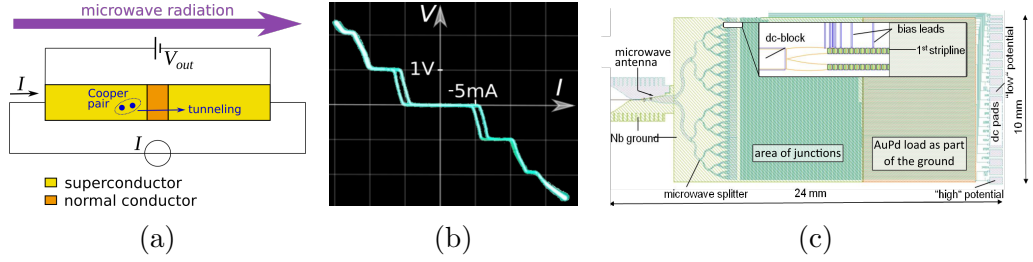 microwave radiation
V_out
I
Cooper
pair
tunneling
I
superconductor
normal conductor
(a)
V
1V
-5mA
I
(b)
microwave
antenna
dc-block
bias leads
1st stripline
Nb ground
area of junctions
AuPd load as part
of the ground
microwave splitter
24 mm
"high" potential
dc pads
"low" potential
10 mm
(c)